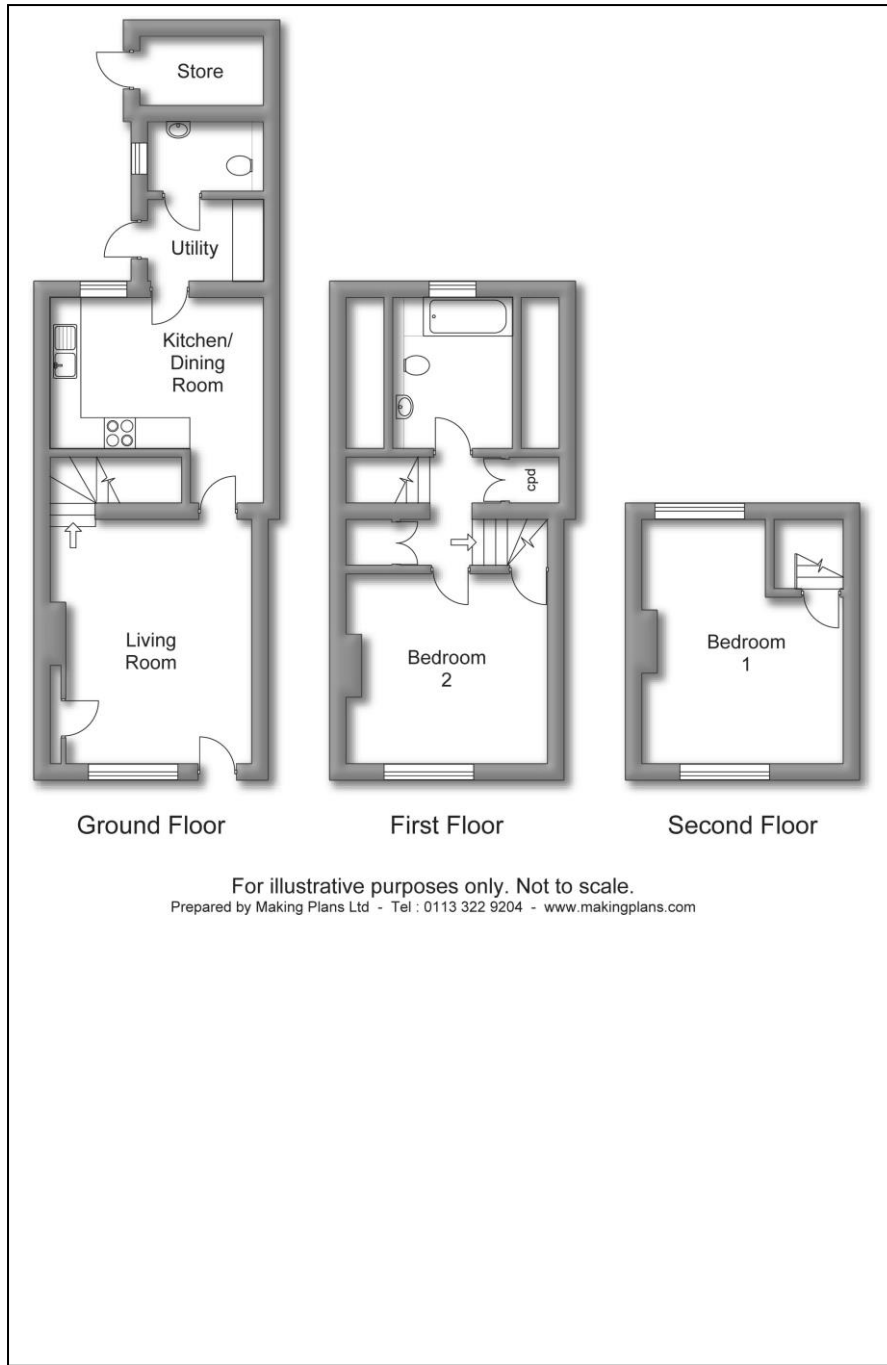 Store
Utility
Kitchen/
Dining
Room
Living
Room
Ground Floor
cpd
Bedroom
2
First Floor
Bedroom
1
Second Floor
For illustrative purposes only. Not to scale.
Prepared by Making Plans Ltd - Tel : 0113 322 9204 - www.makingplans.com